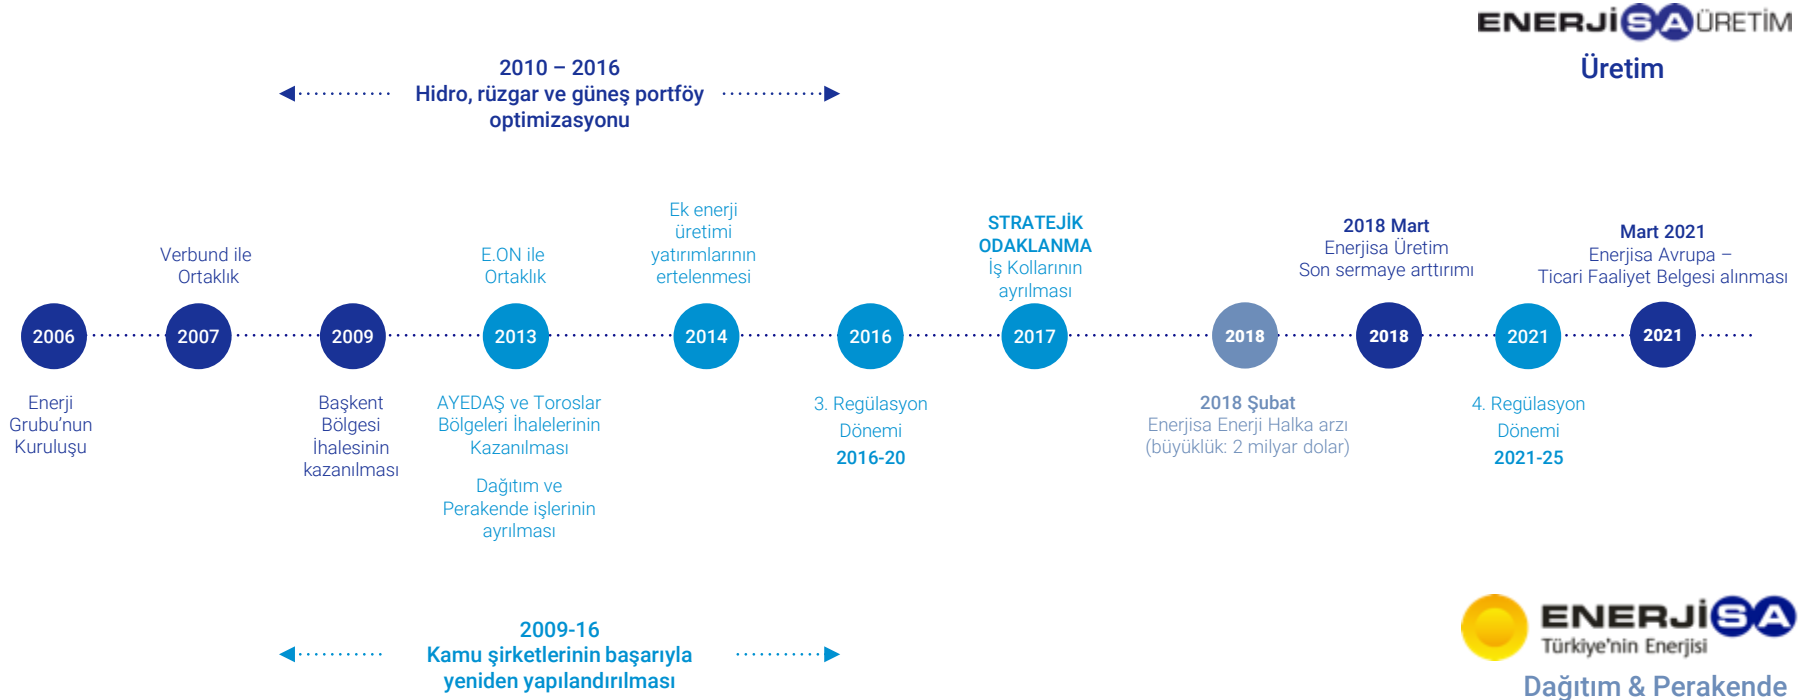 ENERJİSA ÜRETİM
Üretim
2010 – 2016
Hidro, rüzgar ve güneş portföy
optimizasyonu
Verbund ile
Ortaklık
E.ON ile
Ortaklık
Ek enerji
üretimi
yatırımlarının
ertelenmesi
STRATEJİK
ODAKLANMA
İş Kollarının
ayrılması
2018 Mart
Enerjisa Üretim
Son sermaye arttırımı
Mart 2021
Enerjisa Avrupa –
Ticari Faaliyet Belgesi alınması
2006
2007
2009
2013
2014
2016
2017
2018
2018
2021
2021
Enerji
Grubu’nun
Kuruluşu
Başkent
Bölgesi
İhalesinin
kazanılması
AYEDAŞ ve Toroslar
Bölgeleri İhalelerinin
Kazanılması
Dağıtım ve
Perakende işlerinin
ayrılması
3. Regülasyon
Dönemi
2016-20
2018 Şubat
Enerjisa Enerji Halka arzı
(büyüklük: 2 milyar dolar)
4. Regülasyon
Dönemi
2021-25
2009-16
Kamu şirketlerinin başarıyla
yeniden yapılandırılması
ENERJİSA
Türkiye'nin Enerjisi
Dağıtım & Perakende